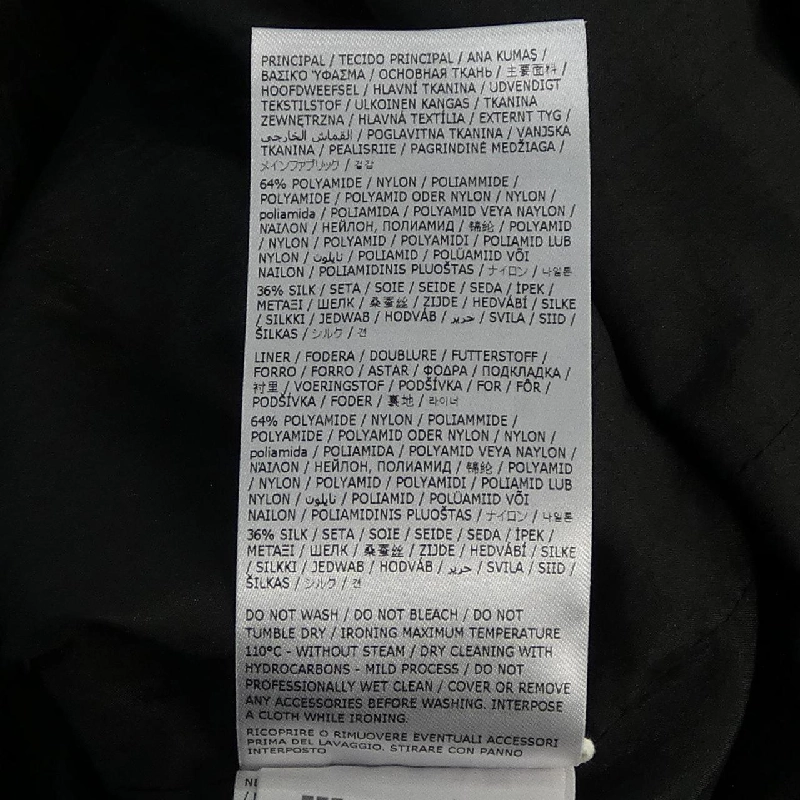 PRINCIPAL / TECIDO PRINCIPAL / ANA KUMAŞ /
ΒΑΣΙΚΌ ΎΦΑΣΜΑ / ОСНОВНАЯ ТКАНЬ / 主要面料 /
HOOFDWEEFSEL / HLAVNÍ TKANINA / UDVENDIGT
TEKSTILSTOF / ULKOINEN KANGAS / TKANINA
ZEWNĘTRZNA / HLAVNÁ TEXTÍLIA / EXTERNT TYG /
القماش الخارجي / POGLAVITNA TKANINA / VANJSKA
TKANINA / PEALISRIIE / PAGRINDINĖ MEDŽIAGA /
メインファブリック / 겉감
64% POLYAMIDE / NYLON / POLIAMMIDE /
POLYAMIDE / POLYAMID ODER NYLON / NYLON /
poliamida / POLIAMIDA / POLYAMID VEYA NAYLON /
ΝΆΙΛΟΝ / НЕЙЛОН, ПОЛИАМИД / 锦纶 / POLYAMID
/ NYLON / POLYAMID / POLYAMIDI / POLIAMID LUB
NYLON / نايلون / POLIAMID / POLÜAMIID VÕI
NAILON / POLIAMIDINIS PLUOŠTAS / ナイロン / 나일론
36% SILK / SETA / SOIE / SEIDE / SEDA / İPEK /
ΜΕΤΑΞΙ / ШЕЛК / 桑蚕丝 / ZIJDE / HEDVÁBÍ / SILKE
/ SILKKI / JEDWAB / HODVÁB / حرير / SVILA / SIID /
ŠILKAS / シルク / 견
LINER / FODERA / DOUBLURE / FUTTERSTOFF /
FORRO / FORRO / ASTAR / ΦΟΔΡΑ / ПОДКЛАДКА /
衬里 / VOERINGSTOF / PODŠÍVKA / FOR / FÔR /
PODŠÍVKA / FODER / 裏地 / 라이너
64% POLYAMIDE / NYLON / POLIAMMIDE /
POLYAMIDE / POLYAMID ODER NYLON / NYLON /
poliamida / POLIAMIDA / POLYAMID VEYA NAYLON /
ΝΆΙΛΟΝ / НЕЙЛОН, ПОЛИАМИД / 锦纶 / POLYAMID
/ NYLON / POLYAMID / POLYAMIDI / POLIAMID LUB
NYLON / نايلون / POLIAMID / POLÜAMIID VÕI
NAILON / POLIAMIDINIS PLUOŠTAS / ナイロン / 나일론
36% SILK / SETA / SOIE / SEIDE / SEDA / İPEK /
ΜΕΤΑΞΙ / ШЕЛК / 桑蚕丝 / ZIJDE / HEDVÁBÍ / SILKE
/ SILKKI / JEDWAB / HODVÁB / حرير / SVILA / SIID /
ŠILKAS / シルク / 견
DO NOT WASH / DO NOT BLEACH / DO NOT
TUMBLE DRY / IRONING MAXIMUM TEMPERATURE
110°C - WITHOUT STEAM / DRY CLEANING WITH
HYDROCARBONS - MILD PROCESS / DO NOT
PROFESSIONALLY WET CLEAN / COVER OR REMOVE
ANY ACCESSORIES BEFORE WASHING. INTERPOSE
A CLOTH WHILE IRONING.
RICOPRIRE O RIMUOVERE EVENTUALI ACCESSORI
PRIMA DEL LAVAGGIO. STIRARE CON PANNO
INTERPOSTO